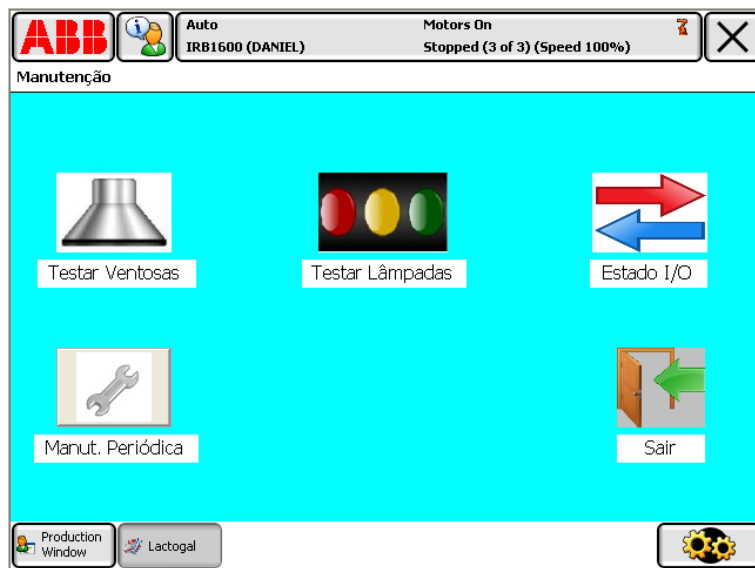 ABB
Auto
Motors On
IRB1600 (DANIEL)
Stopped (3 of 3) (Speed 100%)
Manutenção
Testar Ventosas
Testar Lâmpadas
Estado I/O
Manut. Periódica
Sair
Production
Window
Lactogal